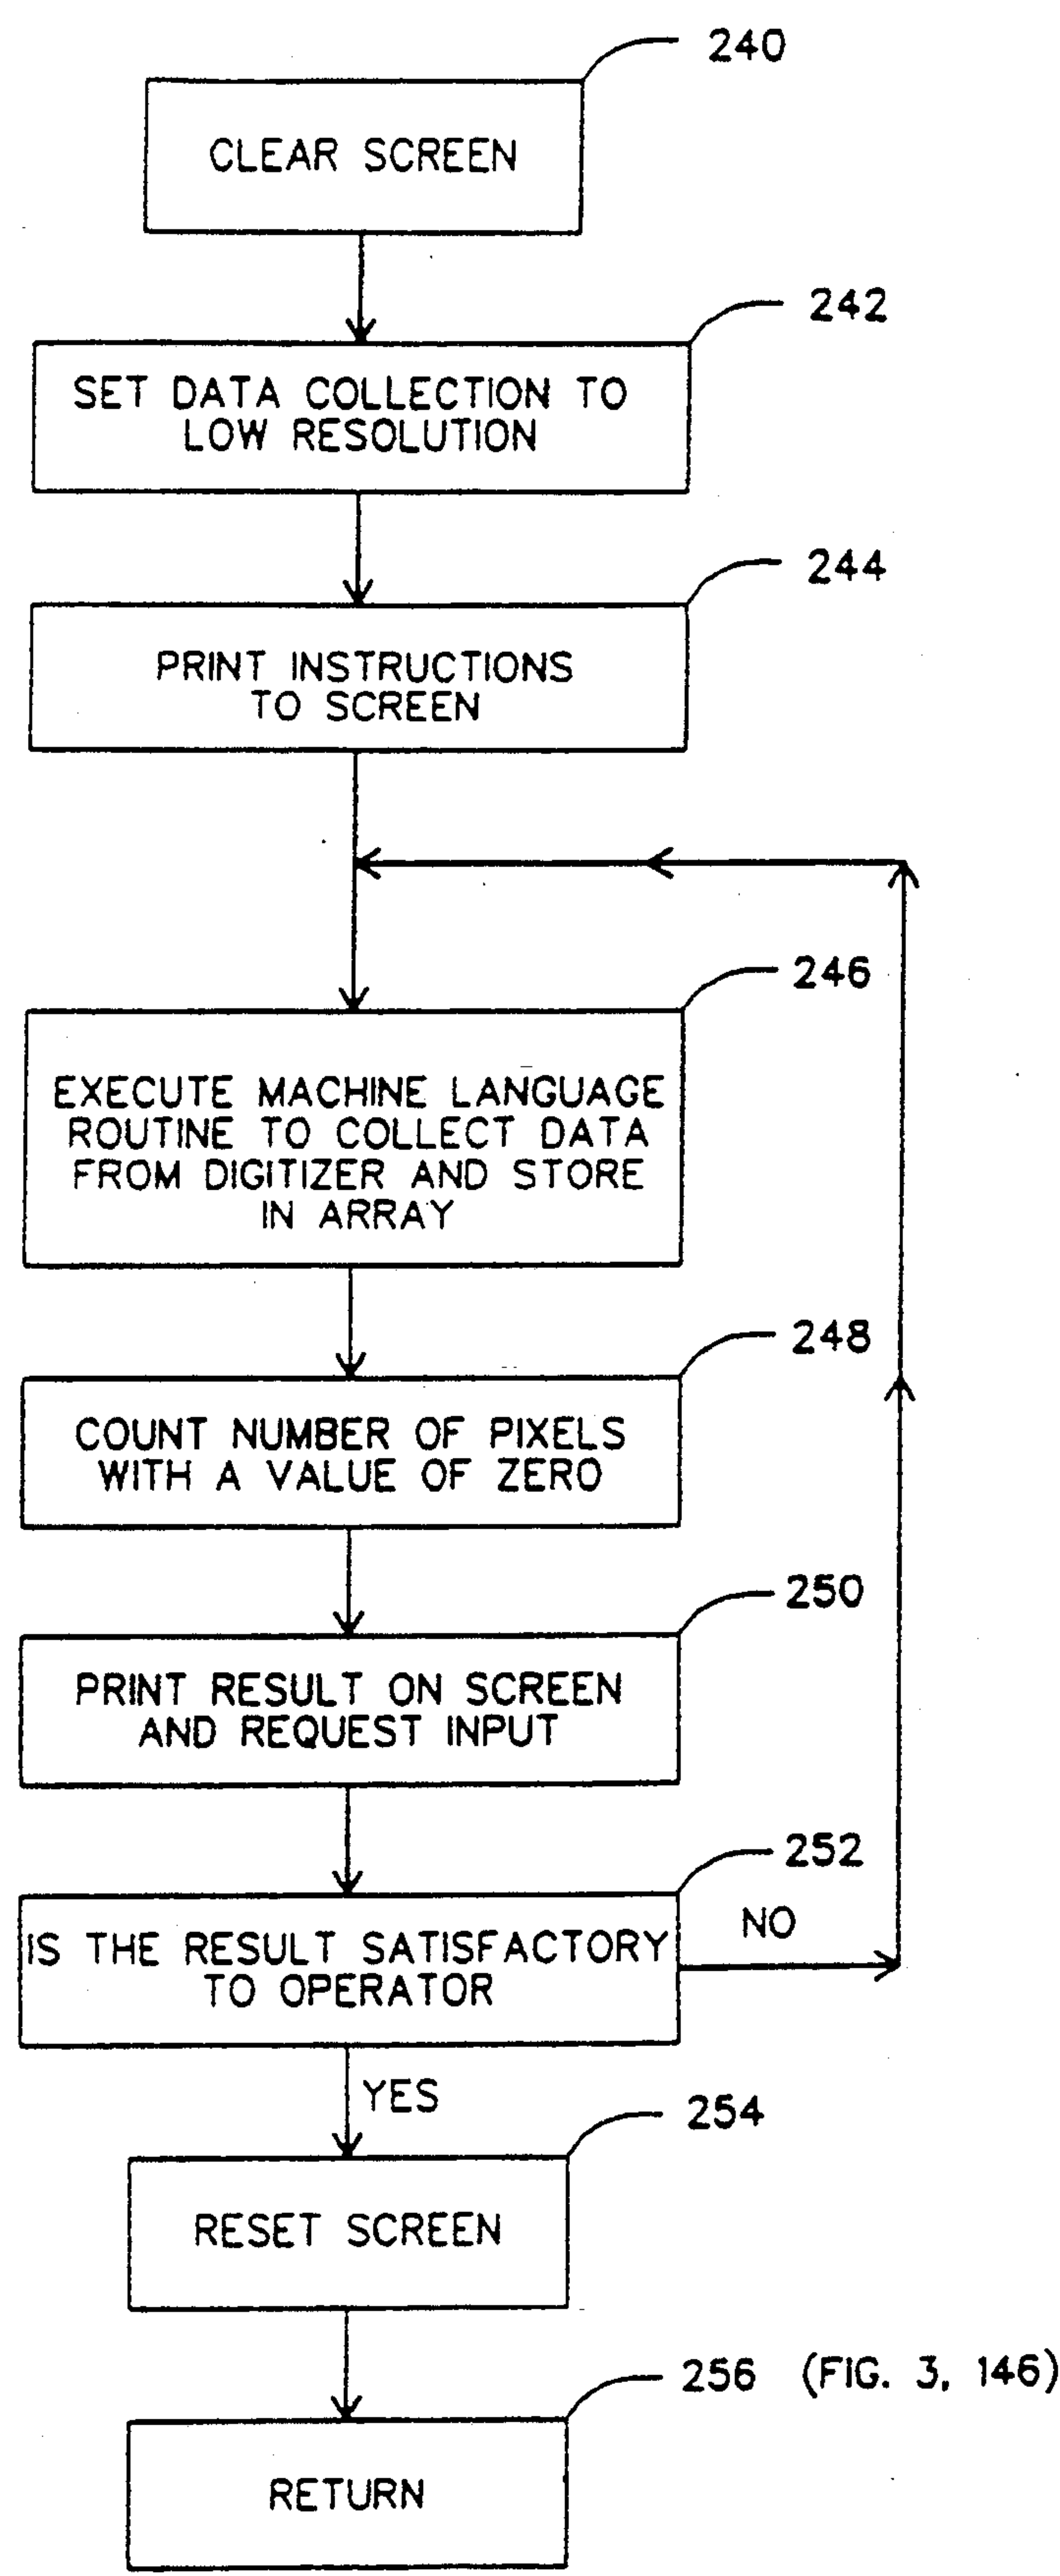 240
CLEAR SCREEN
242
SET DATA COLLECTION TO
LOW RESOLUTION
244
PRINT INSTRUCTIONS
TO SCREEN
246
EXECUTE MACHINE LANGUAGE
ROUTINE TO COLLECT DATA
FROM DIGITIZER AND STORE
IN ARRAY
248
COUNT NUMBER OF PIXELS
WITH A VALUE OF ZERO
250
PRINT RESULT ON SCREEN
AND REQUEST INPUT
252
IS THE RESULT SATISFACTORY
TO OPERATOR
NO
YES
254
RESET SCREEN
256 (FIG. 3, 146)
RETURN